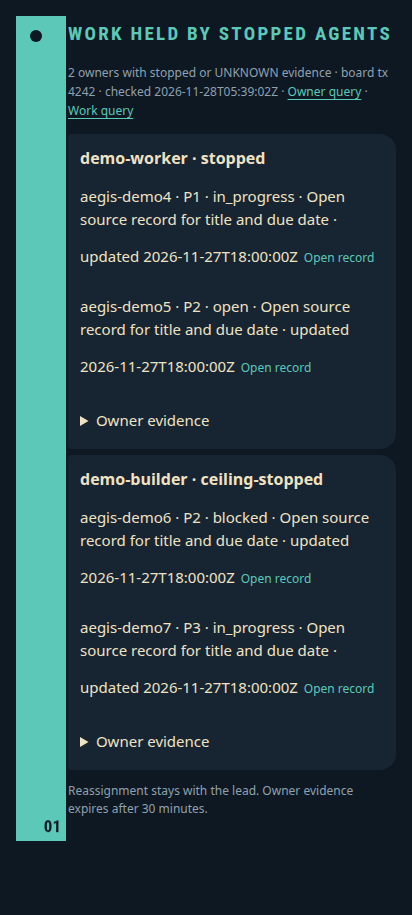 WORK HELD BY STOPPED AGENTS
2 owners with stopped or UNKNOWN evidence · board tx
4242 · checked 2026-11-28T05:39:02Z · Owner query ·
Work query
demo-worker · stopped
aegis-demo4 · P1 · in_progress · Open
source record for title and due date ·
updated 2026-11-27T18:00:00Z Open record
aegis-demo5 · P2 · open · Open source
record for title and due date · updated
2026-11-27T18:00:00Z Open record
Owner evidence
demo-builder · ceiling-stopped
aegis-demo6 · P2 · blocked · Open source
record for title and due date · updated
2026-11-27T18:00:00Z Open record
aegis-demo7 · P3 · in_progress · Open
source record for title and due date ·
updated 2026-11-27T18:00:00Z Open record
Owner evidence
Reassignment stays with the lead. Owner evidence
expires after 30 minutes.
01